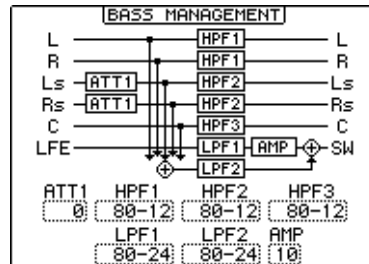 BASS MANAGEMENT
L HPF1 L
R HPF1 R
Ls ATT1 HPF2 Ls
Rs ATT1 HPF2 Rs
C HPF3 C
LFE LPF1 AMP SW
LPF2
ATT1 HPF1 HPF2 HPF3
0 80-12 80-12 80-12
LPF1 LPF2 AMP
80-24 80-24 10